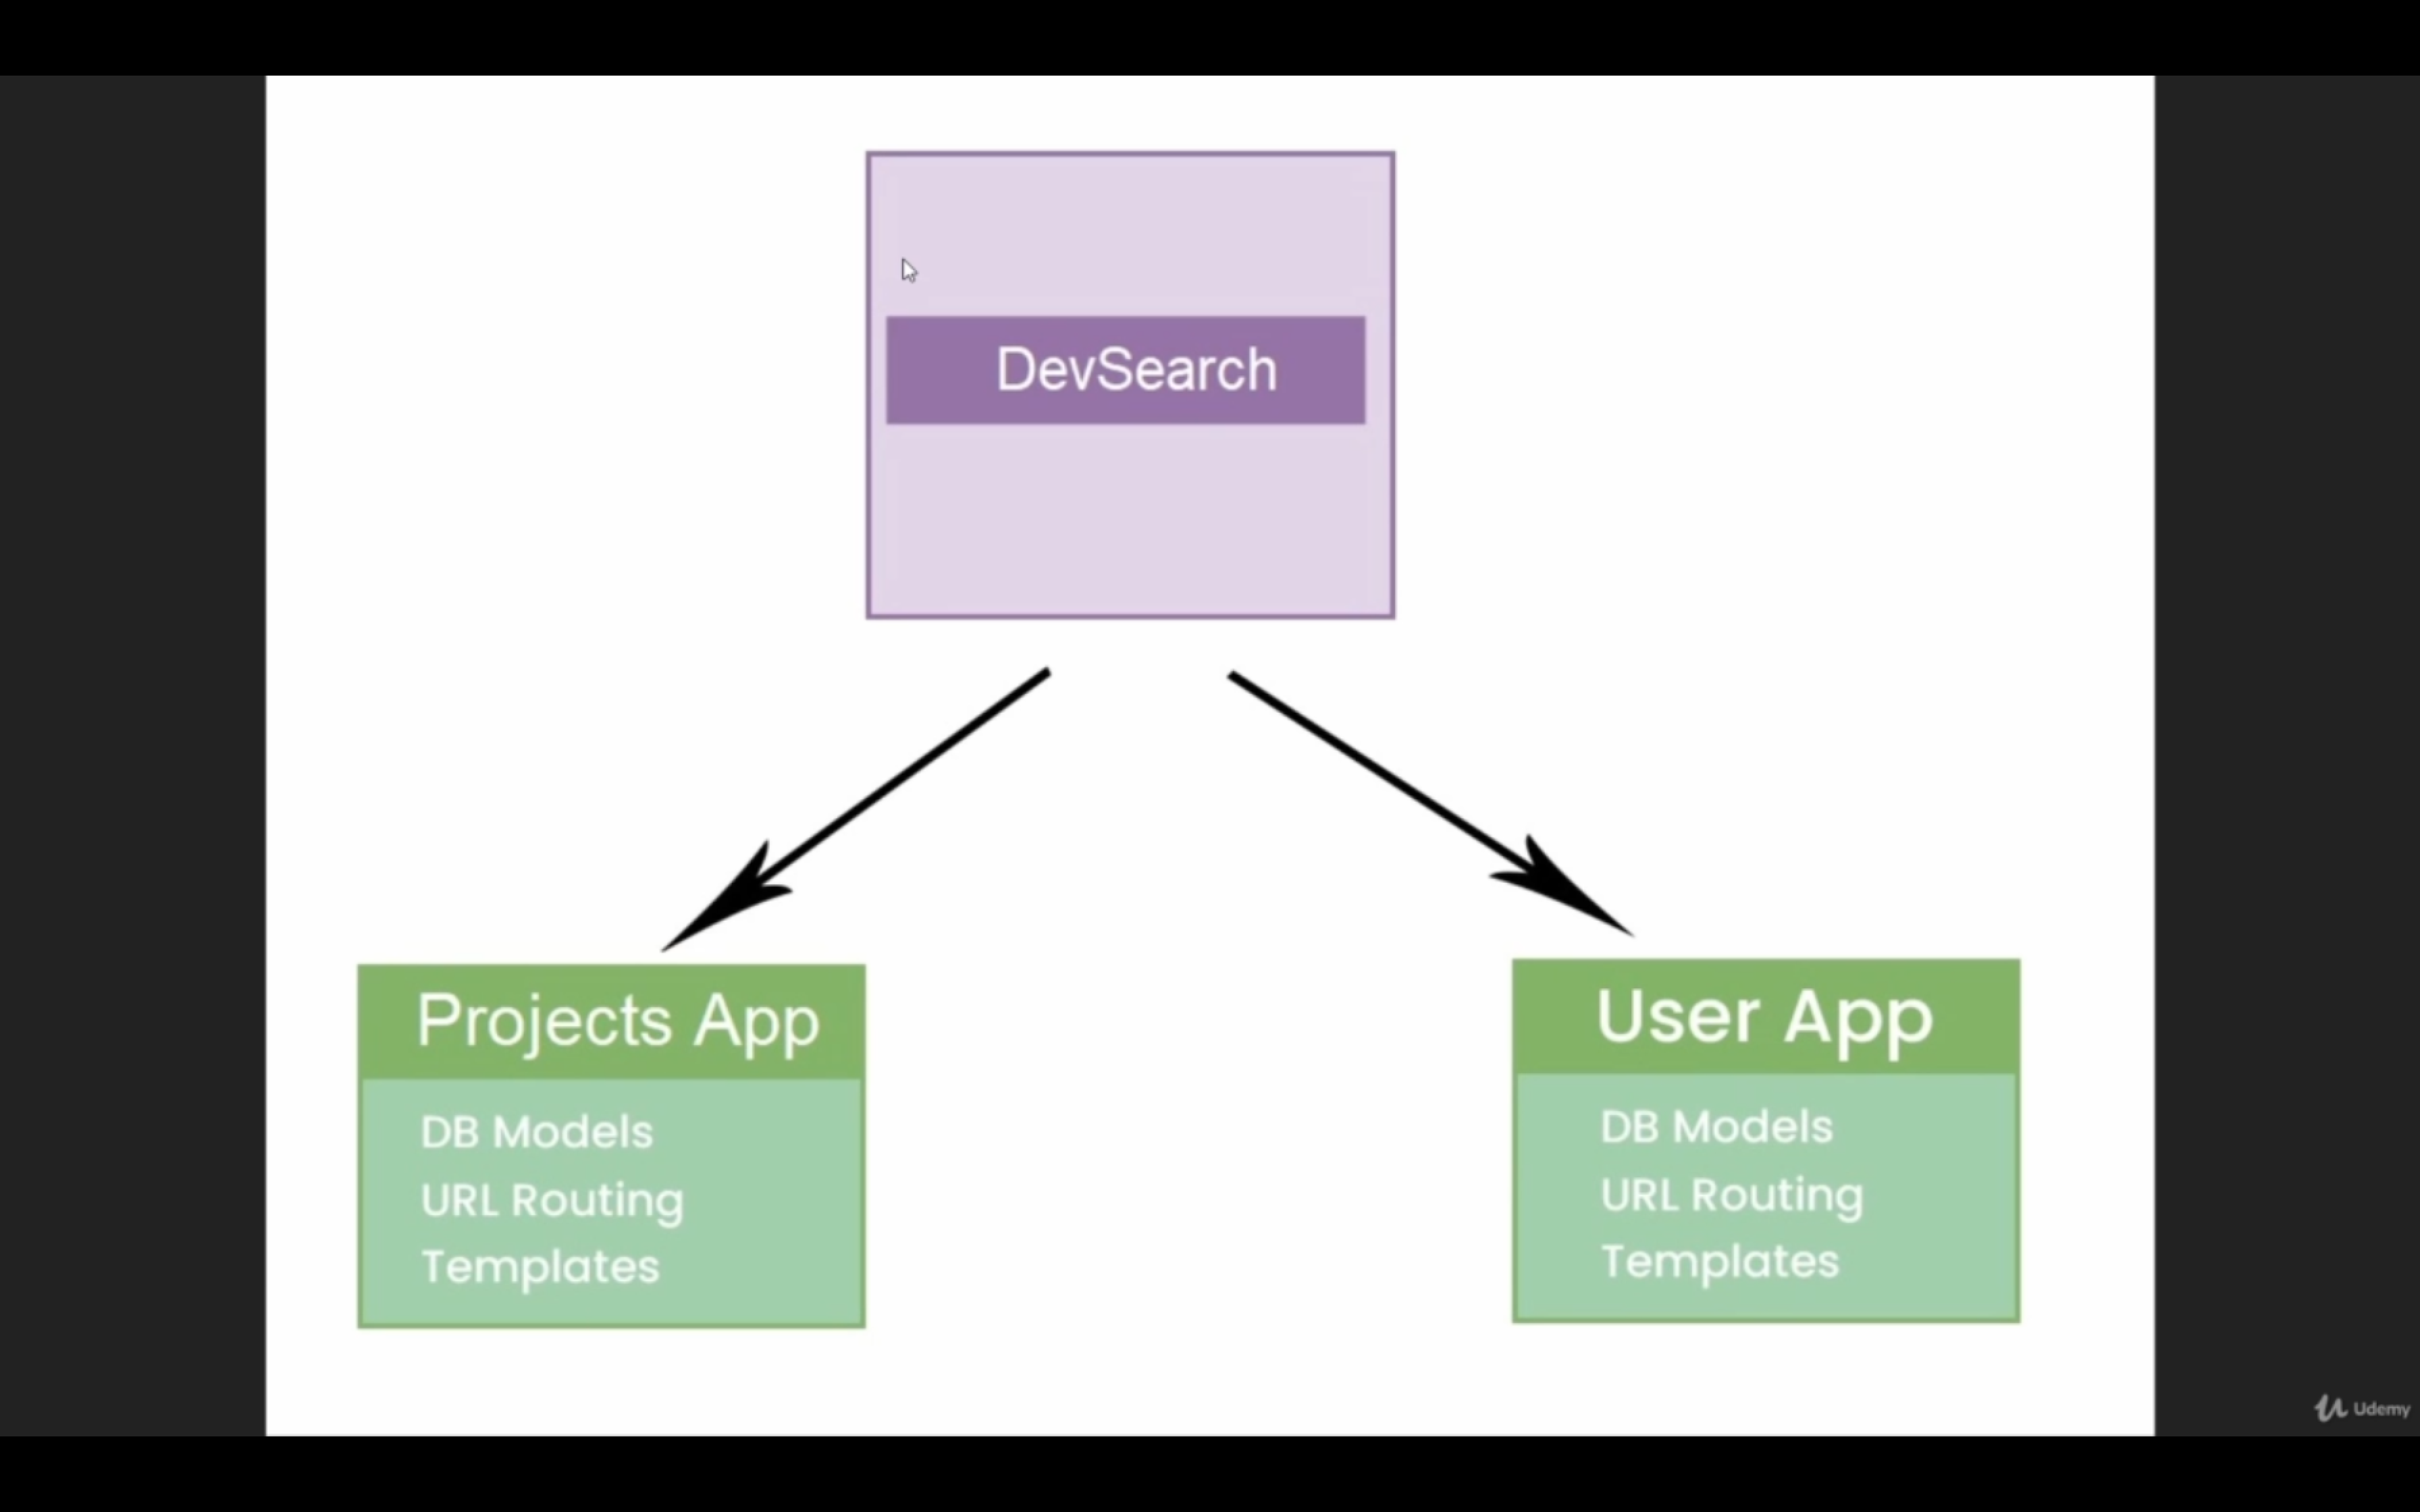 DevSearch
Projects App
DB Models
URL Routing
Templates
User App
DB Models
URL Routing
Templates
Udemy